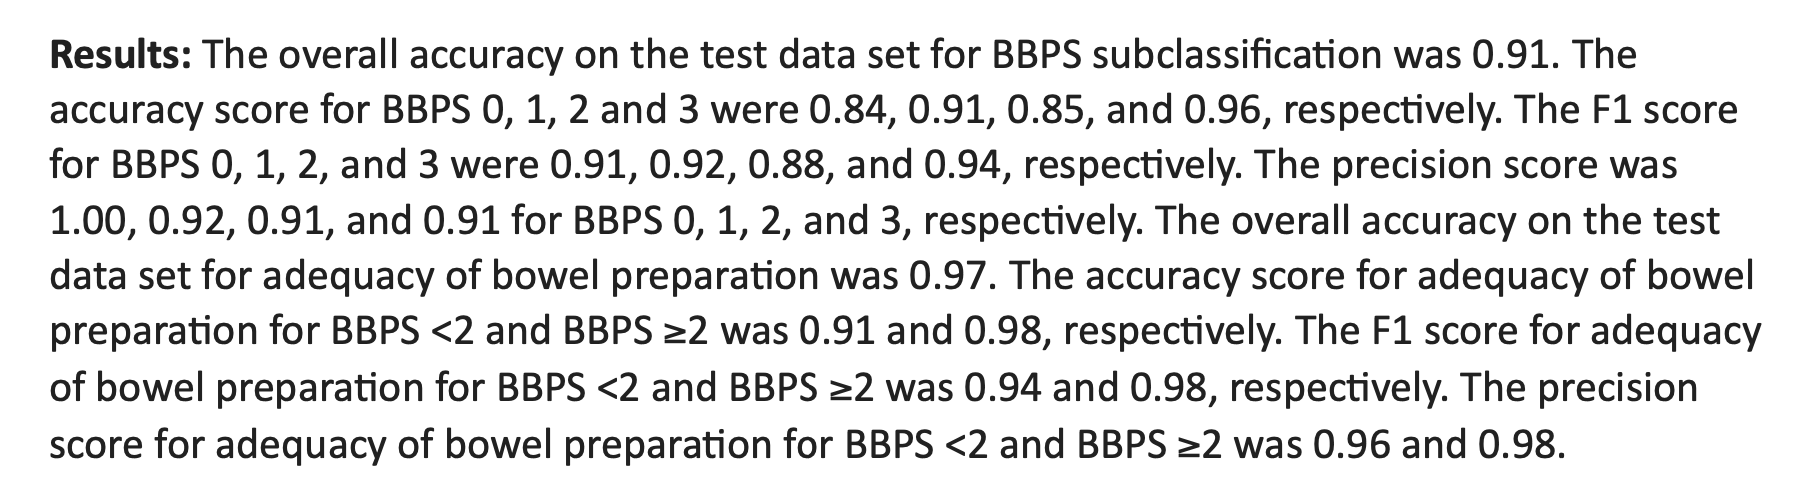 Results: The overall accuracy on the test data set for BBPS subclassification was 0.91. The
accuracy score for BBPS 0, 1, 2 and 3 were 0.84, 0.91, 0.85, and 0.96, respectively. The F1 score
for BBPS 0, 1, 2, and 3 were 0.91, 0.92, 0.88, and 0.94, respectively. The precision score was
1.00, 0.92, 0.91, and 0.91 for BBPS 0, 1, 2, and 3, respectively. The overall accuracy on the test
data set for adequacy of bowel preparation was 0.97. The accuracy score for adequacy of bowel
preparation for BBPS <2 and BBPS ≥2 was 0.91 and 0.98, respectively. The F1 score for adequacy
of bowel preparation for BBPS <2 and BBPS ≥2 was 0.94 and 0.98, respectively. The precision
score for adequacy of bowel preparation for BBPS <2 and BBPS ≥2 was 0.96 and 0.98.